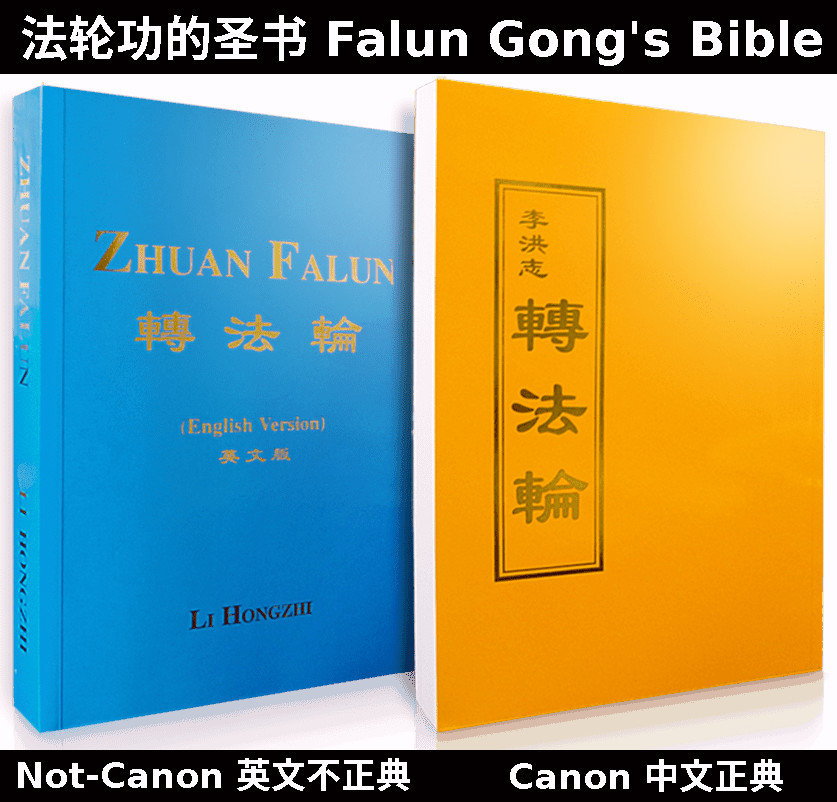 法轮功的圣书 Falun Gong's Bible
ZHUAN FALUN
LI HONGZHI
ZHUAN FALUN
轉法輪
(English Version)
英文版
LI HONGZHI
李洪志
轉法輪
Not-Canon 英文不正典
Canon 中文正典